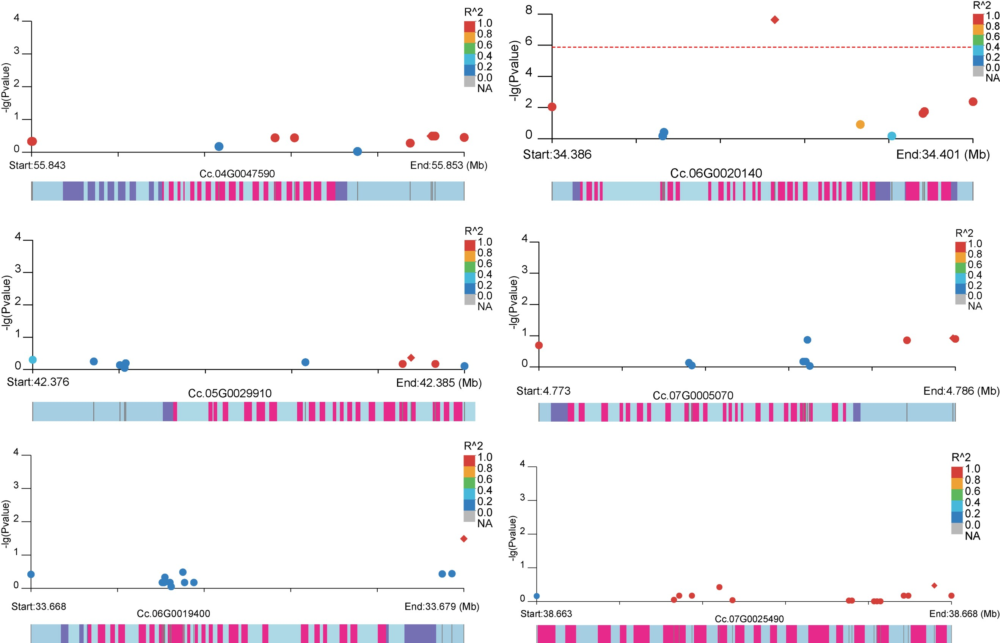 R^2
1.0
0.8
0.6
0.4
0.2
0.0
NA
4
3
2
1
0
-lg(Pvalue)
Start:55.843
End:55.853 (Mb)
Cc.04G0047590
R^2
1.0
0.8
0.6
0.4
0.2
0.0
NA
8
6
4
2
0
-lg(Pvalue)
Start:34.386
End:34.401 (Mb)
Cc.06G0020140
R^2
1.0
0.8
0.6
0.4
0.2
0.0
NA
4
3
2
1
0
-lg(Pvalue)
Start:42.376
End:42.385 (Mb)
Cc.05G0029910
R^2
1.0
0.8
0.6
0.4
0.2
0.0
NA
4
3
2
1
0
-lg(Pvalue)
Start:4.773
End:4.786 (Mb)
Cc.07G0005070
R^2
1.0
0.8
0.6
0.4
0.2
0.0
NA
4
3
2
1
0
-lg(Pvalue)
Start:33.668
End:33.679 (Mb)
Cc.06G0019400
R^2
1.0
0.8
0.6
0.4
0.2
0.0
NA
4
3
2
1
0
-lg(Pvalue)
Start:38.663
End:38.668 (Mb)
Cc.07G0025490